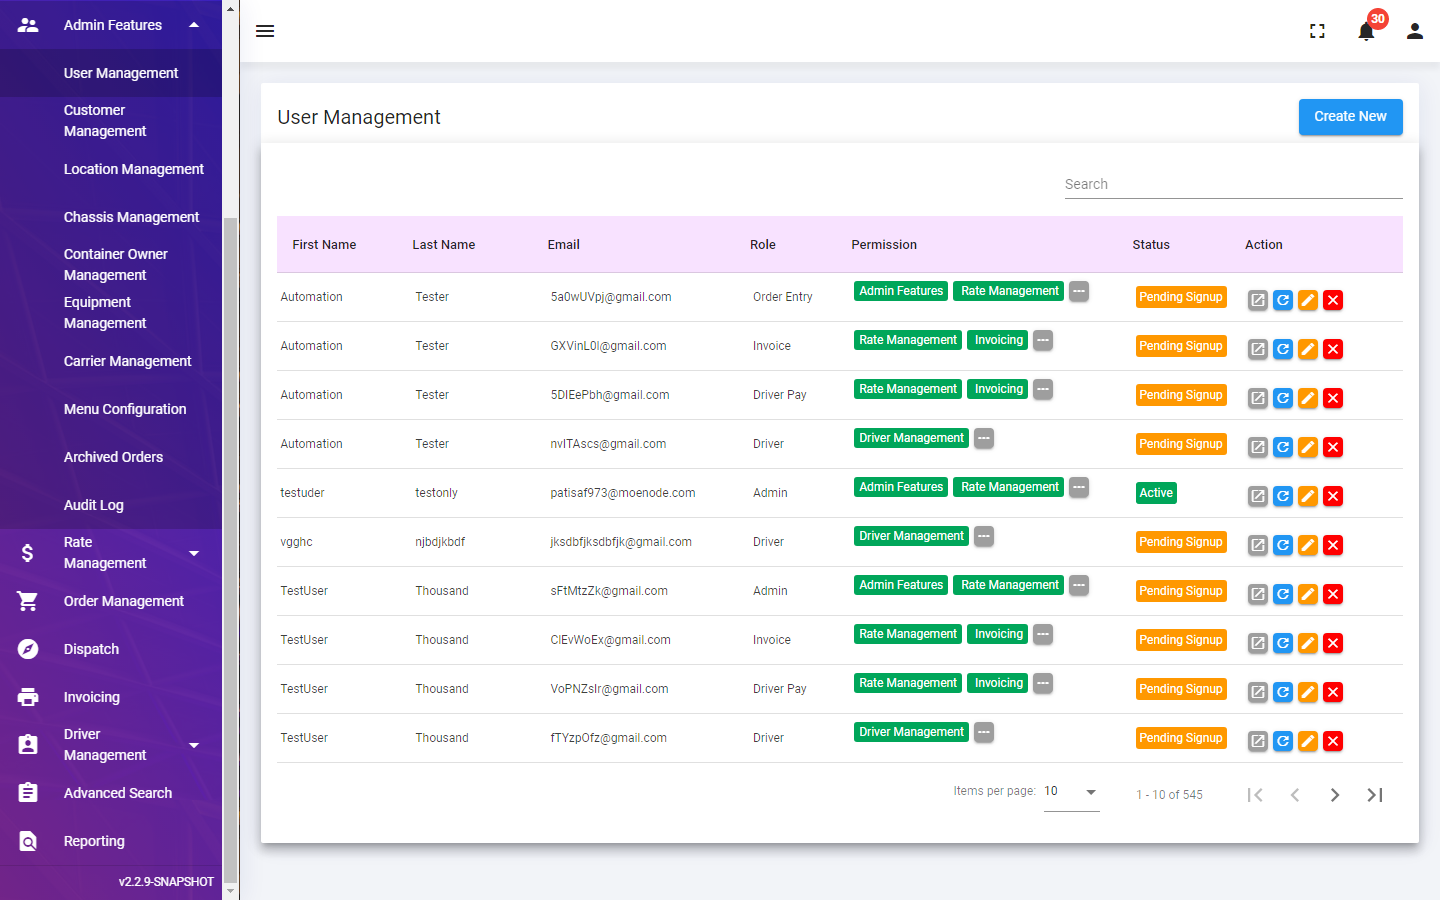 Admin Features
User Management
Customer
Management
Location Management
Chassis Management
Container Owner
Management
Equipment
Management
Carrier Management
Menu Configuration
Archived Orders
Audit Log
Rate
Management
Order Management
Dispatch
Invoicing
Driver
Management
Advanced Search
Reporting
v2.2.9-SNAPSHOT
30
User Management
Create New
Search
First Name Last Name Email Role Permission Status Action
Automation Tester 5a0wUVpj@gmail.com Order Entry Admin Features Rate Management --- Pending Signup
Automation Tester GXVinL0l@gmail.com Invoice Rate Management Invoicing --- Pending Signup
Automation Tester 5DlEePbh@gmail.com Driver Pay Rate Management Invoicing --- Pending Signup
Automation Tester nvITAscs@gmail.com Driver Driver Management --- Pending Signup
testuder testonly patisaf973@moenode.com Admin Admin Features Rate Management --- Active
vgghc njbdjkbdf jksdbfjksdbfjk@gmail.com Driver Driver Management --- Pending Signup
TestUser Thousand sFtMtzZk@gmail.com Admin Admin Features Rate Management --- Pending Signup
TestUser Thousand ClEvWoEx@gmail.com Invoice Rate Management Invoicing --- Pending Signup
TestUser Thousand VoPNZsIr@gmail.com Driver Pay Rate Management Invoicing --- Pending Signup
TestUser Thousand fTYzpOfz@gmail.com Driver Driver Management --- Pending Signup
Items per page: 10 1 - 10 of 545